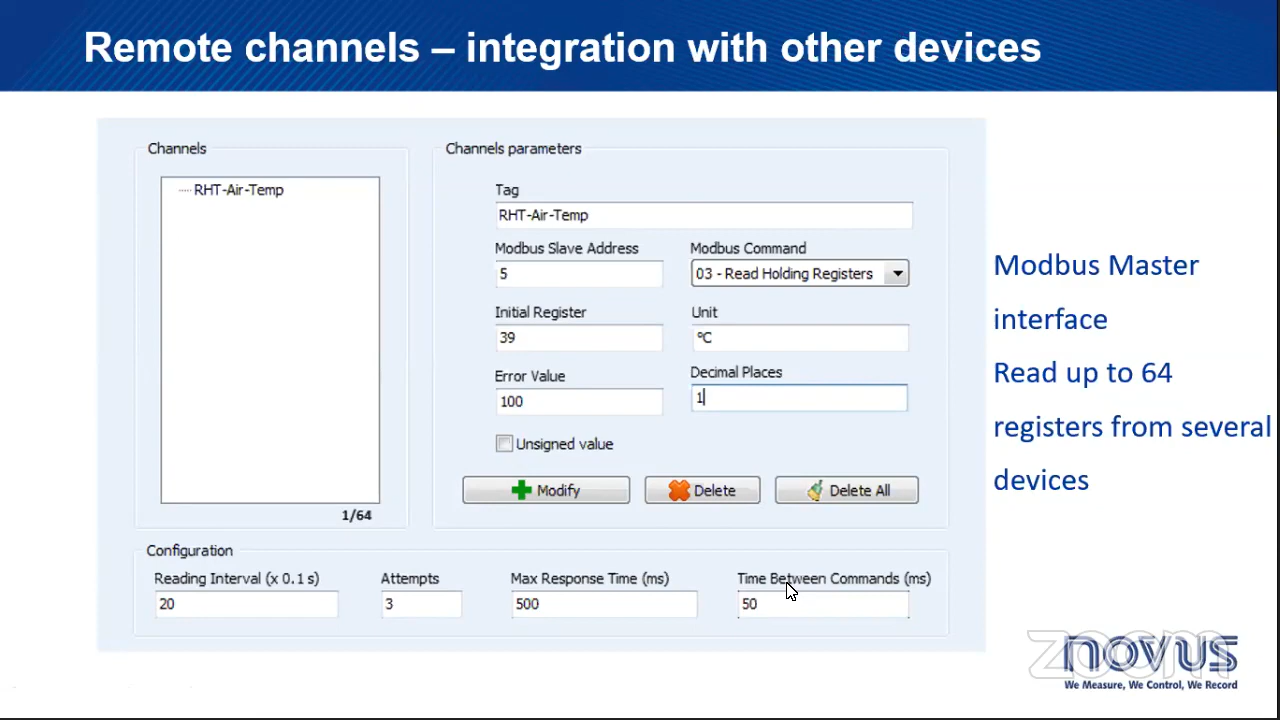 Remote channels – integration with other devices
Channels
RHT-Air-Temp
1/64
Channels parameters
Tag
RHT-Air-Temp
Modbus Slave Address
Modbus Command
5
03 - Read Holding Registers
Initial Register
Unit
39
ºC
Error Value
Decimal Places
100
1
Unsigned value
Modify
Delete
Delete All
Configuration
Reading Interval (x 0.1 s)
Attempts
Max Response Time (ms)
Time Between Commands (ms)
20
3
500
50
Modbus Master
interface
Read up to 64
registers from several
devices
zoom
novus
We Measure, We Control, We Record